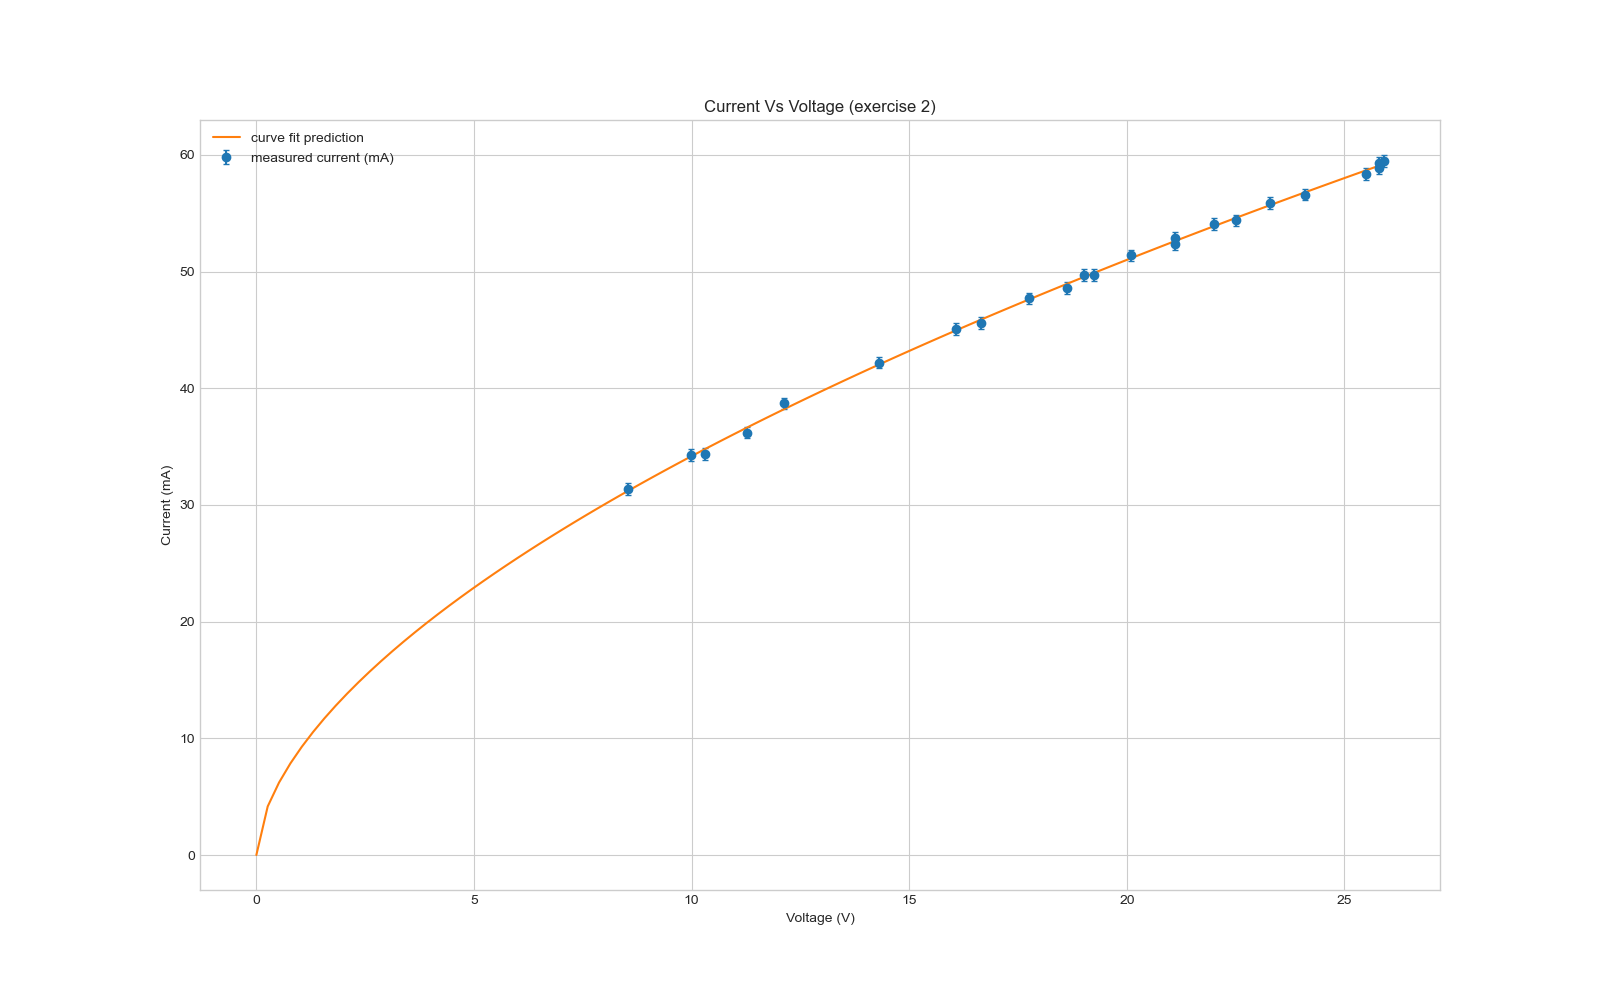 Current Vs Voltage (exercise 2)
curve fit prediction
measured current (mA)
60
50
40
30
20
10
0
Current (mA)
0 5 10 15 20 25
Voltage (V)